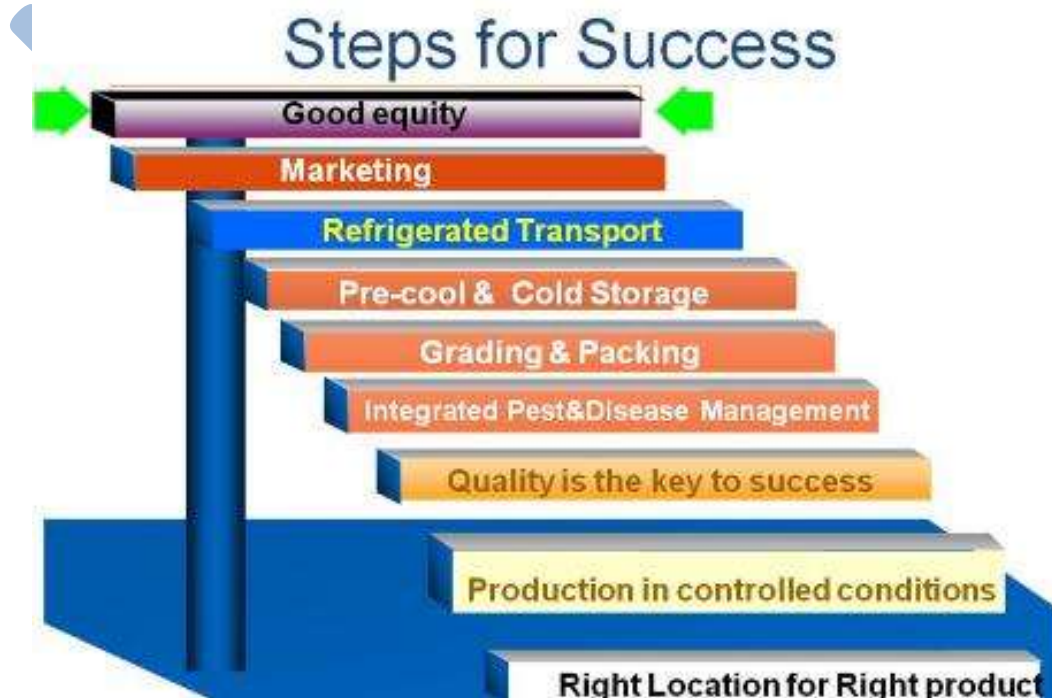 Steps for Success
Good equity
Marketing
Refrigerated Transport
Pre-cool & Cold Storage
Grading & Packing
Integrated Pest&Disease Management
Quality is the key to success
Production in controlled conditions
Right Location for Right product